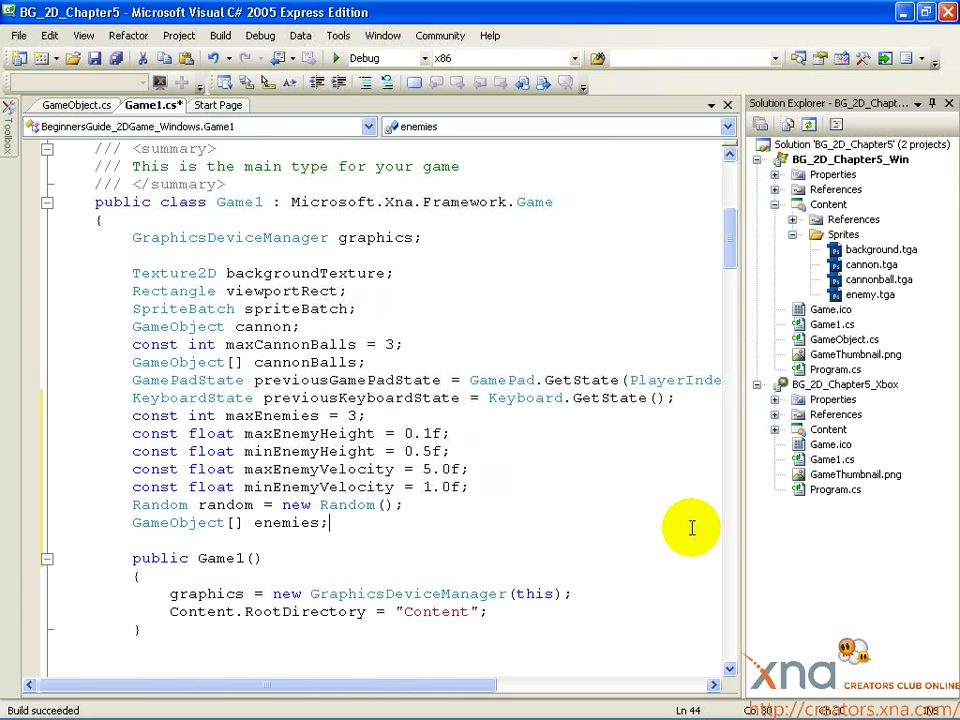 BG_2D_Chapter5 - Microsoft Visual C# 2005 Express Edition
File Edit View Refactor Project Build Debug Data Tools Window Community Help
Debug x86
GameObject.cs Game1.cs* Start Page
BeginnersGuide_2DGame_Windows.Game1 enemies
Toolbox
/// <summary>
/// This is the main type for your game
/// </summary>
public class Game1 : Microsoft.Xna.Framework.Game
{
GraphicsDeviceManager graphics;
Texture2D backgroundTexture;
Rectangle viewportRect;
SpriteBatch spriteBatch;
GameObject cannon;
const int maxCannonBalls = 3;
GameObject[] cannonBalls;
GamePadState previousGamePadState = GamePad.GetState(PlayerInde
KeyboardState previousKeyboardState = Keyboard.GetState();
const int maxEnemies = 3;
const float maxEnemyHeight = 0.1f;
const float minEnemyHeight = 0.5f;
const float maxEnemyVelocity = 5.0f;
const float minEnemyVelocity = 1.0f;
Random random = new Random();
GameObject[] enemies;
public Game1()
{
graphics = new GraphicsDeviceManager(this);
Content.RootDirectory = "Content";
}
Solution Explorer - BG_2D_Chapt...
Solution 'BG_2D_Chapter5' (2 projects)
BG_2D_Chapter5_Win
Properties
References
Content
References
Sprites
background.tga
cannon.tga
cannonball.tga
enemy.tga
Game.ico
Game1.cs
GameObject.cs
GameThumbnail.png
Program.cs
BG_2D_Chapter5_Xbox
Properties
References
Content
Game.ico
Game1.cs
GameThumbnail.png
Program.cs
xna CREATORS CLUB ONLINE
http://creators.xna.com/
Build succeeded Ln 44 Col 30 INS